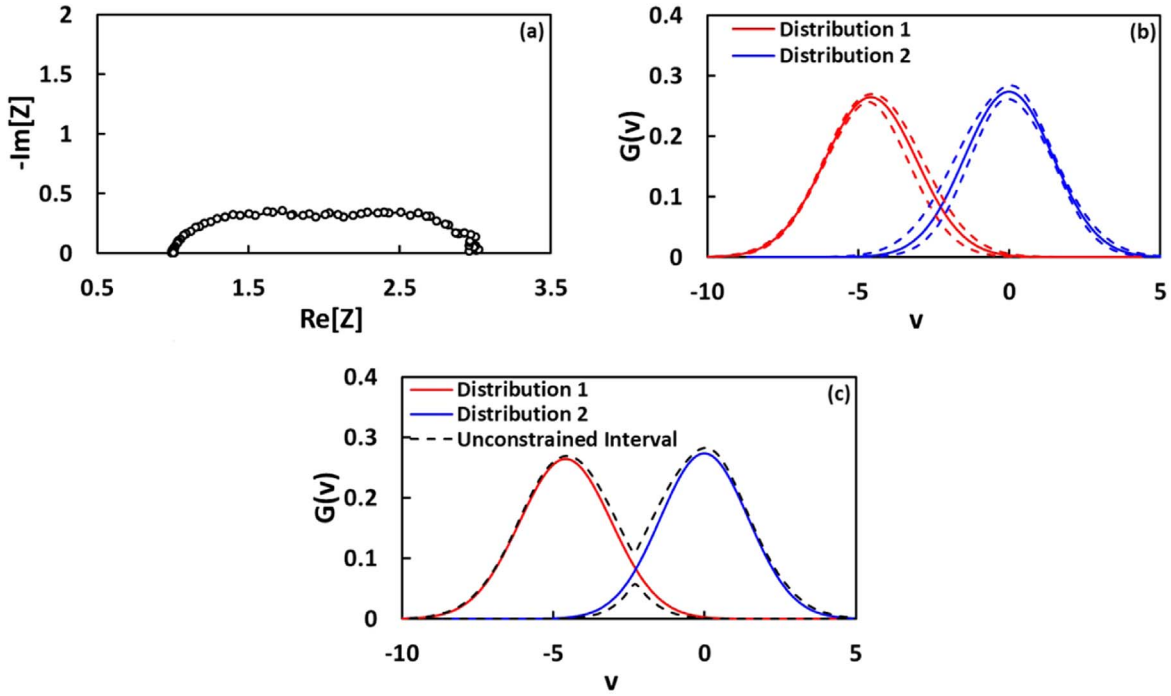 (a)
2
1.5
1
0.5
0
-Im[Z]
0.5 1.5 2.5 3.5
Re[Z]
(b)
Distribution 1
Distribution 2
0.4
0.3
0.2
0.1
0
G(v)
-10 -5 0 5
v
(c)
Distribution 1
Distribution 2
Unconstrained Interval
0.4
0.3
0.2
0.1
0
G(v)
-10 -5 0 5
v